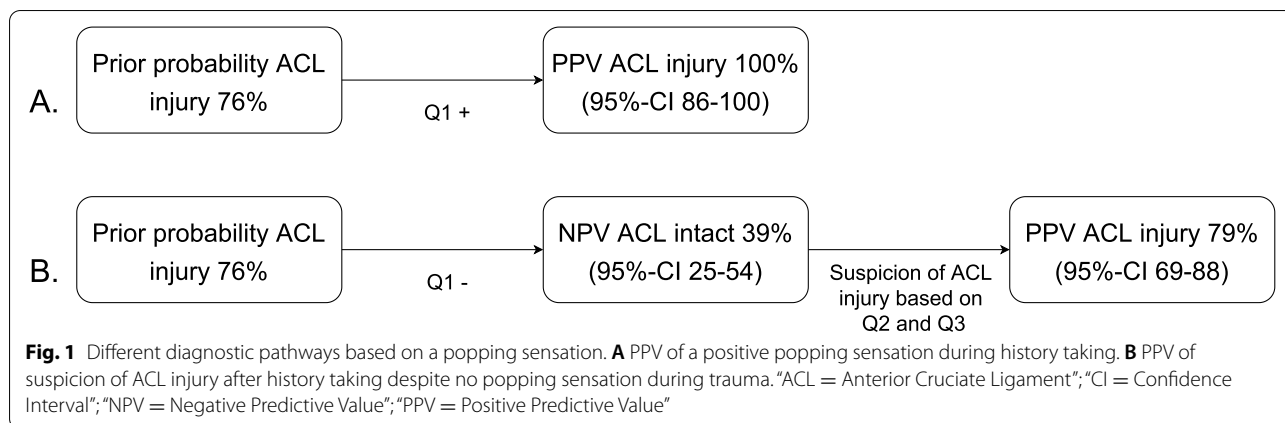 A.
Prior probability ACL
injury 76%
Q1 +
PPV ACL injury 100%
(95%-CI 86-100)
B.
Prior probability ACL
injury 76%
Q1 -
NPV ACL intact 39%
(95%-CI 25-54)
Suspicion of ACL
injury based on
Q2 and Q3
PPV ACL injury 79%
(95%-CI 69-88)
Fig. 1 Different diagnostic pathways based on a popping sensation. A PPV of a positive popping sensation during history taking. B PPV of
suspicion of ACL injury after history taking despite no popping sensation during trauma. “ACL = Anterior Cruciate Ligament”; “CI = Confidence
Interval”; “NPV = Negative Predictive Value”; “PPV = Positive Predictive Value”